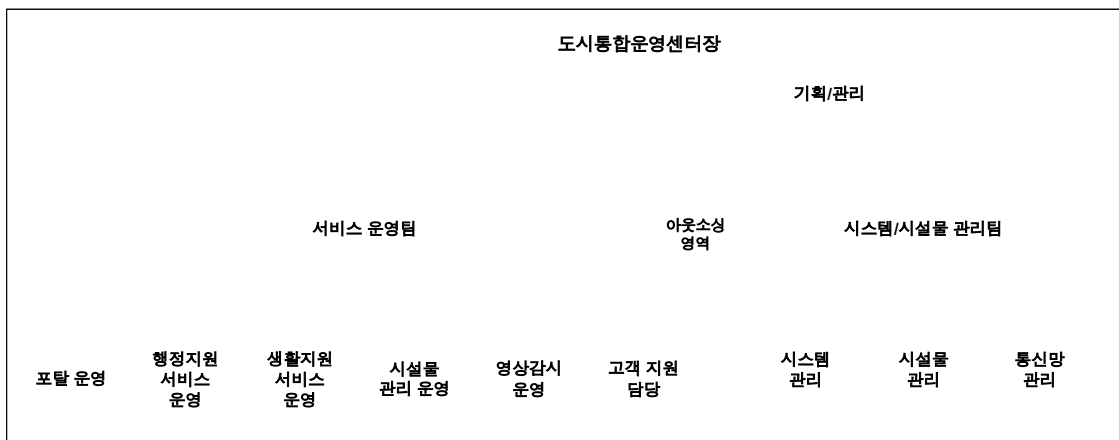 도시통합운영센터장
기획/관리
서비스 운영팀
아웃소싱
영역
시스템/시설물 관리팀
포탈 운영
행정지원
서비스
운영
생활지원
서비스
운영
시설물
관리 운영
영상감시
운영
고객 지원
담당
시스템
관리
시설물
관리
통신망
관리